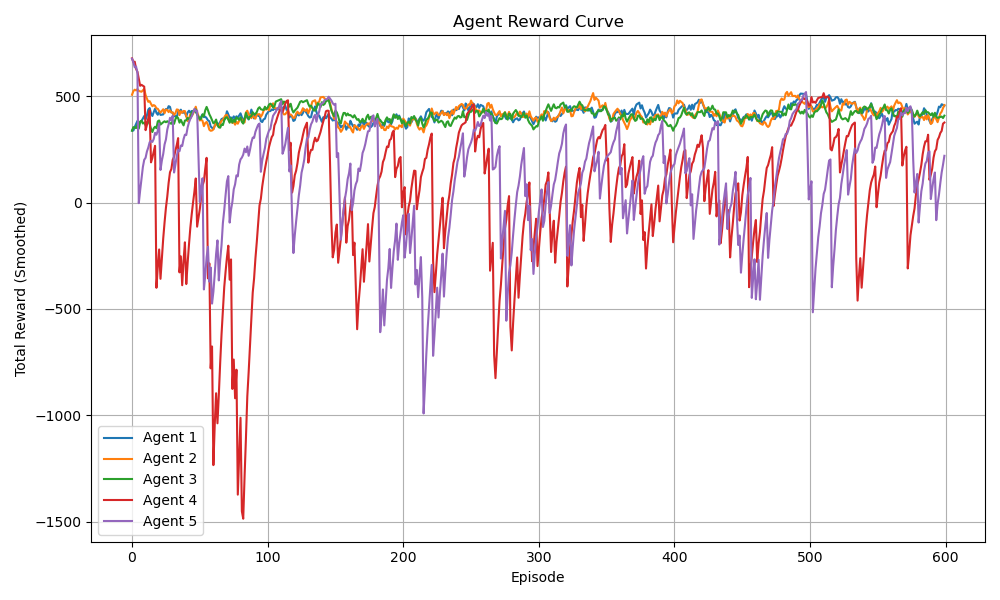 Agent Reward Curve
Total Reward (Smoothed)
500
0
−500
−1000
−1500
Agent 1
Agent 2
Agent 3
Agent 4
Agent 5
0 100 200 300 400 500 600
Episode